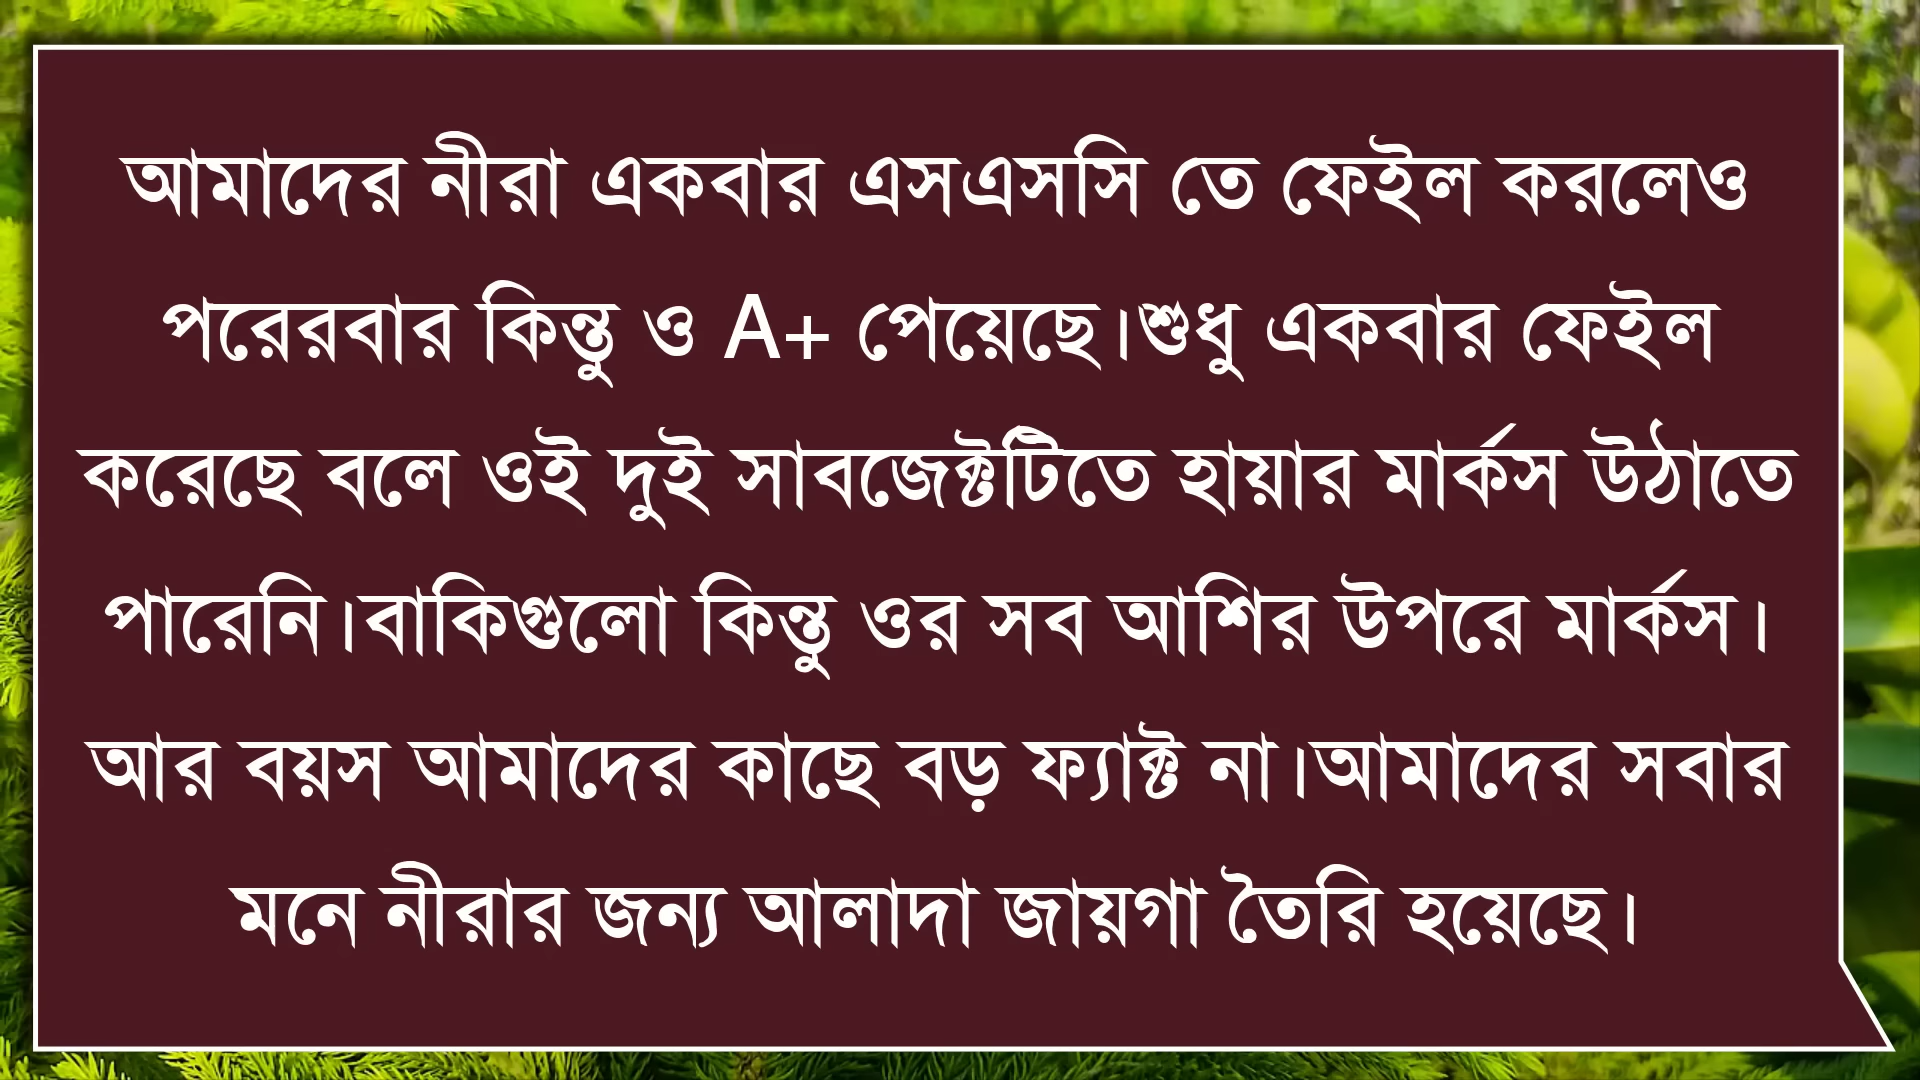 আমাদের নীরা একবার এসএসসি তে ফেইল করলেও
পরেরবার কিন্তু ও A+ পেয়েছে।শুধু একবার ফেইল
করেছে বলে ওই দুই সাবজেক্টটিতে হায়ার মার্কস উঠাতে
পারেনি।বাকিগুলো কিন্তু ওর সব আশির উপরে মার্কস।
আর বয়স আমাদের কাছে বড় ফ্যাক্ট না।আমাদের সবার
মনে নীরার জন্য আলাদা জায়গা তৈরি হয়েছে।